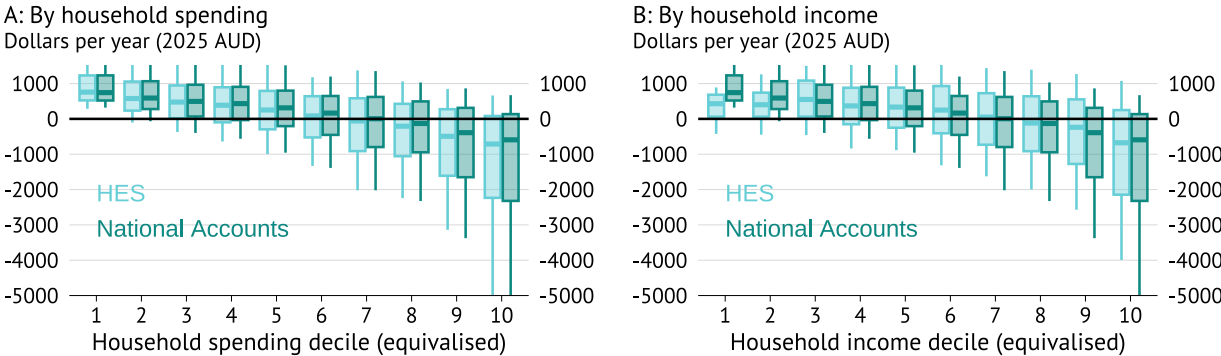 A: By household spending
Dollars per year (2025 AUD)
1000 1000
0 0
-1000 -1000
-2000 -2000
-3000 -3000
-4000 -4000
-5000 -5000
HES
National Accounts
1 2 3 4 5 6 7 8 9 10
Household spending decile (equivalised)
B: By household income
Dollars per year (2025 AUD)
1000 1000
0 0
-1000 -1000
-2000 -2000
-3000 -3000
-4000 -4000
-5000 -5000
HES
National Accounts
1 2 3 4 5 6 7 8 9 10
Household income decile (equivalised)